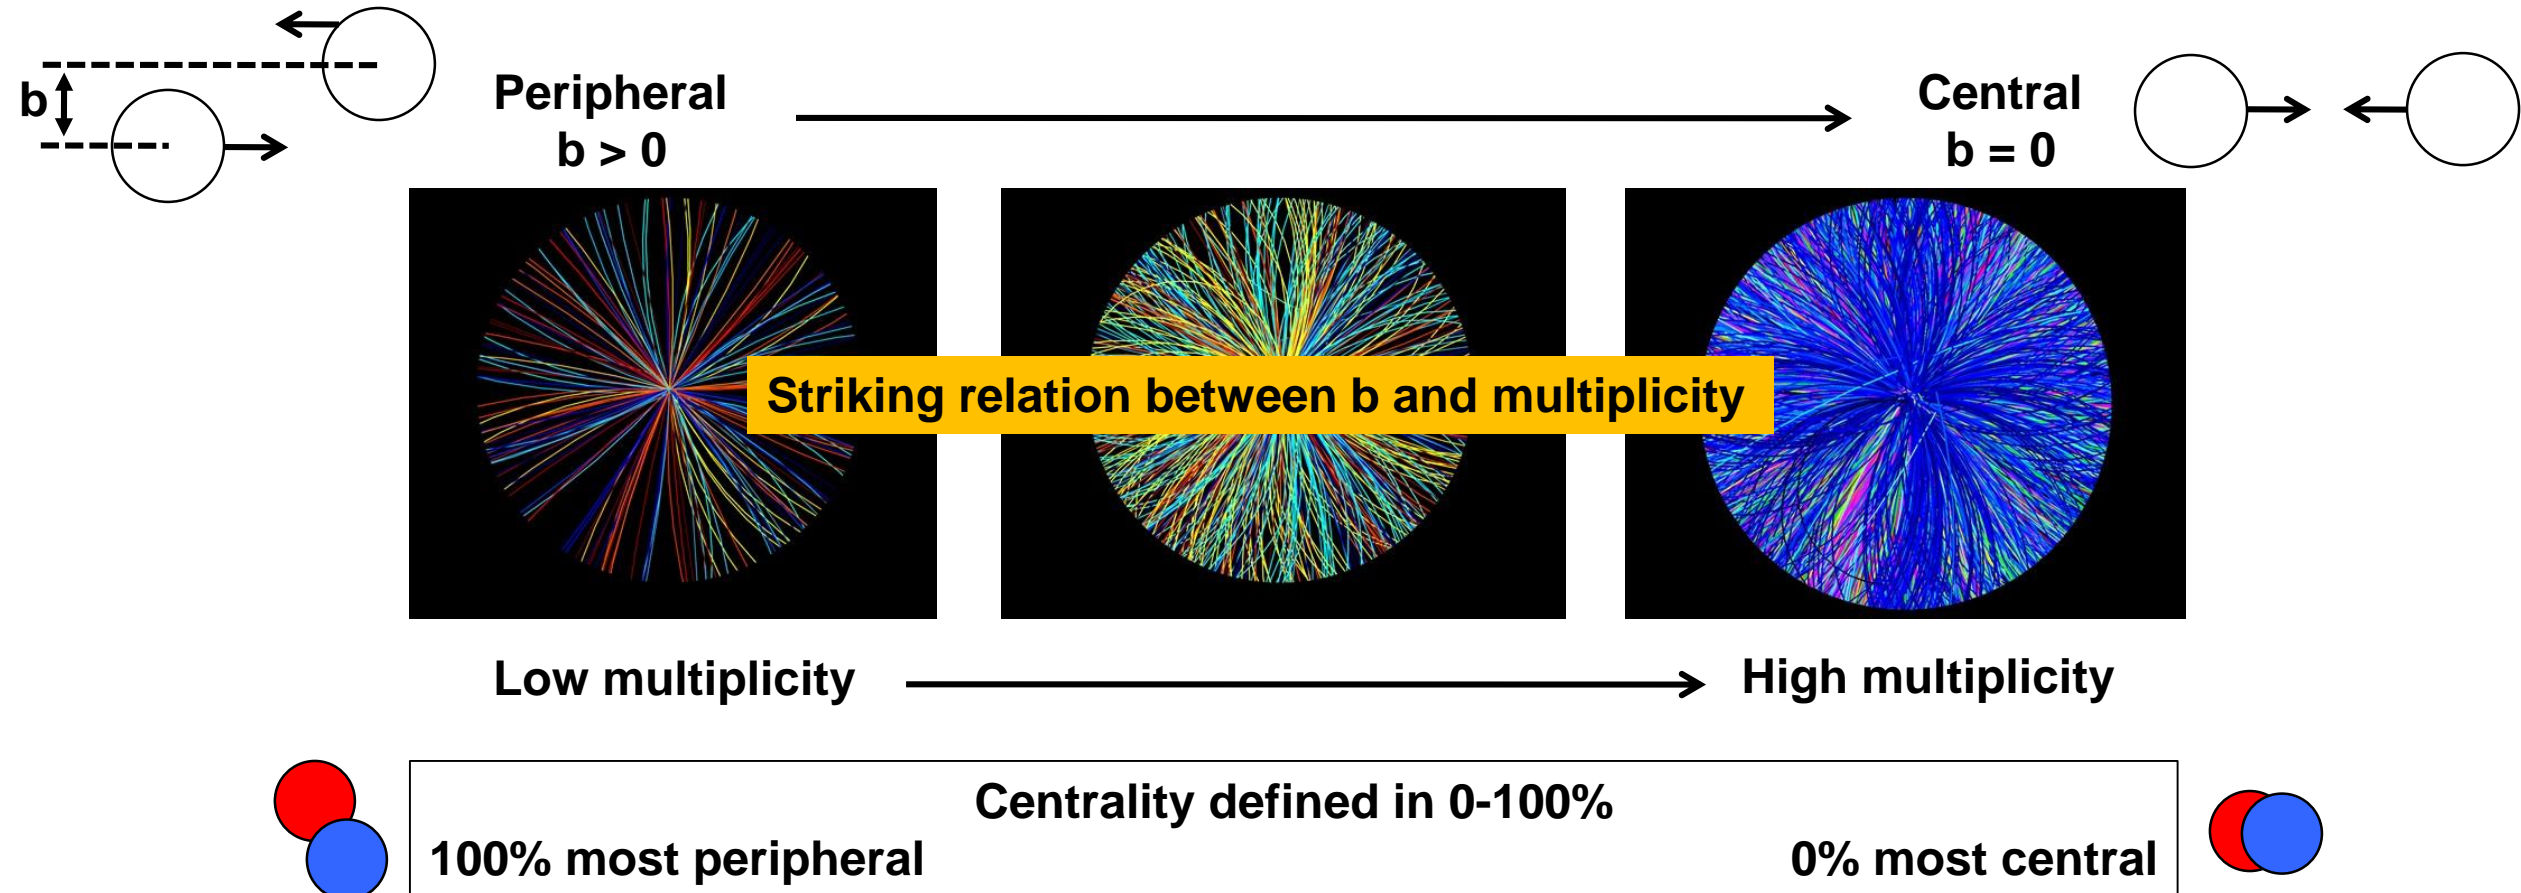 b
Peripheral
b > 0
Central
b = 0
Striking relation between b and multiplicity
Low multiplicity
High multiplicity
Centrality defined in 0-100%
100% most peripheral
0% most central